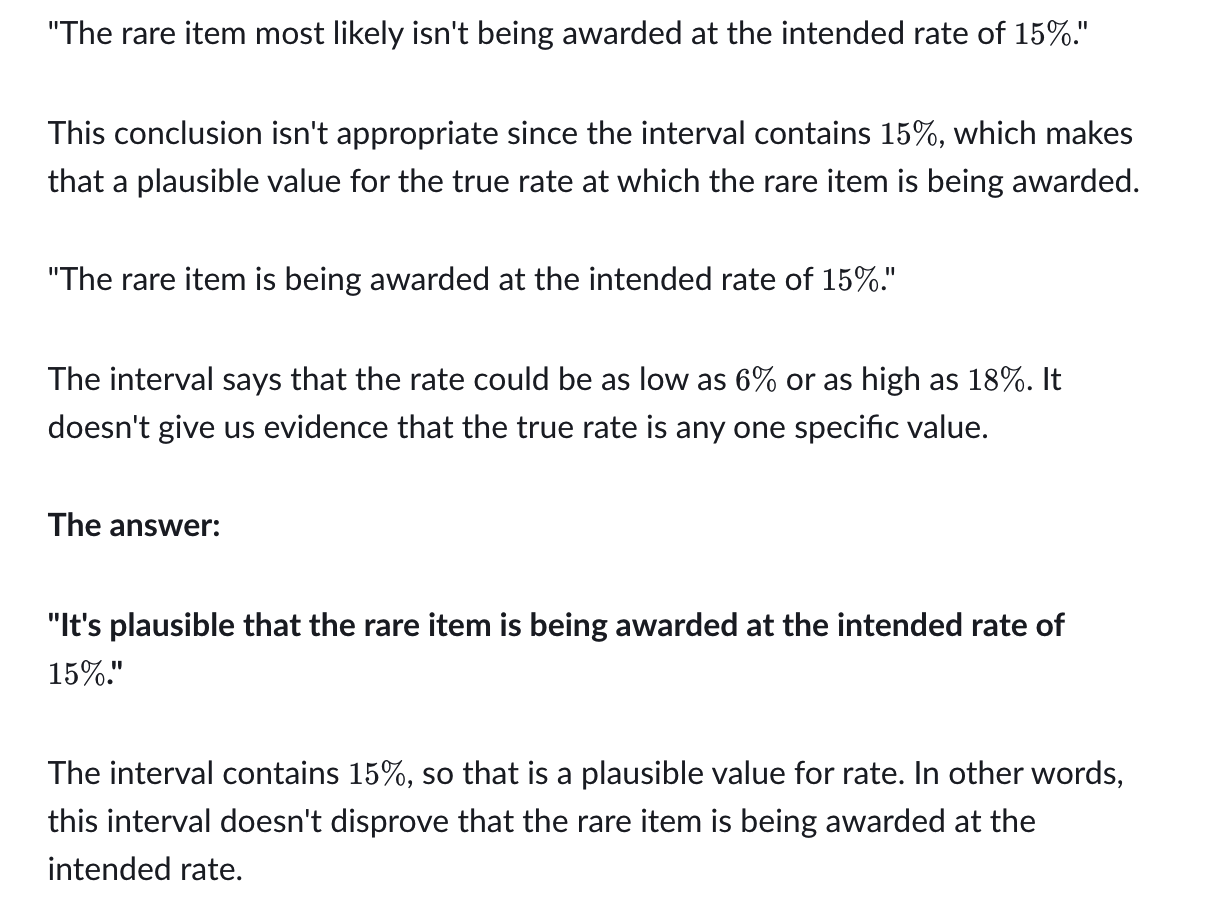 "The rare item most likely isn't being awarded at the intended rate of 15%."
This conclusion isn't appropriate since the interval contains 15%, which makes
that a plausible value for the true rate at which the rare item is being awarded.
"The rare item is being awarded at the intended rate of 15%."
The interval says that the rate could be as low as 6% or as high as 18%. It
doesn't give us evidence that the true rate is any one specific value.
The answer:
"It's plausible that the rare item is being awarded at the intended rate of
15%."
The interval contains 15%, so that is a plausible value for rate. In other words,
this interval doesn't disprove that the rare item is being awarded at the
intended rate.